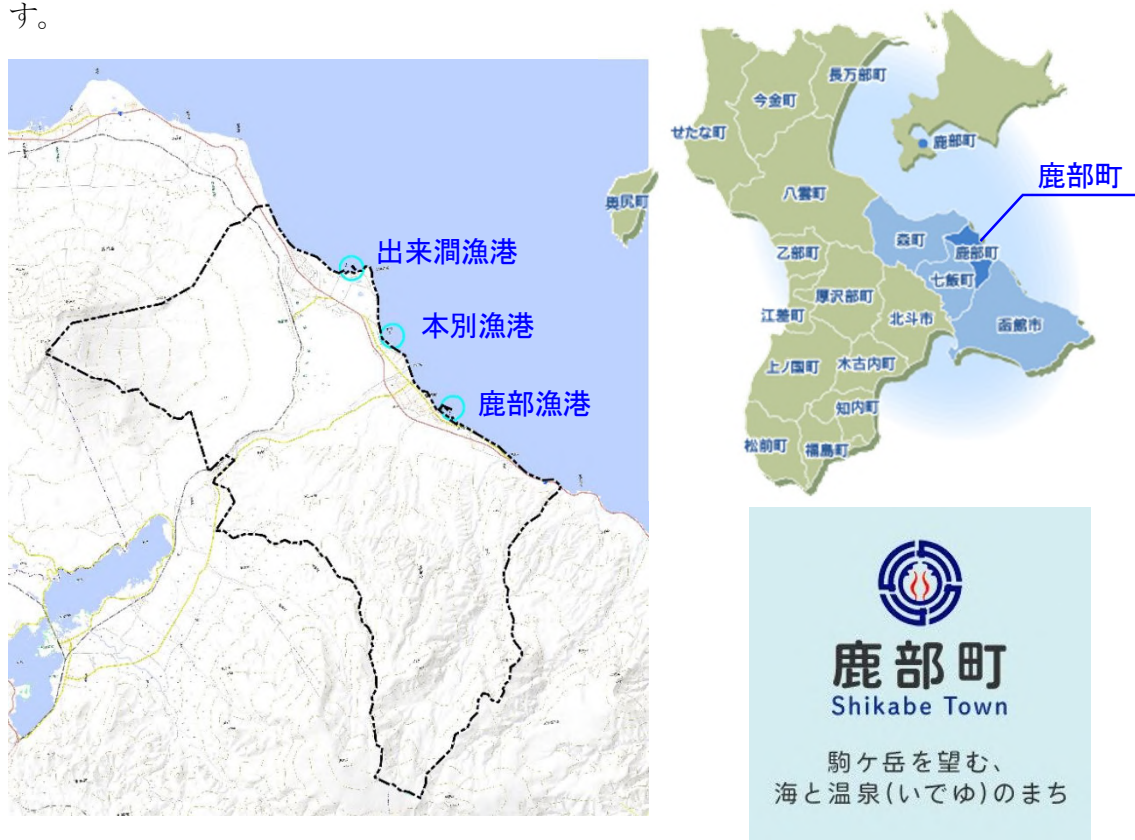 す。
出来澗漁港
本別漁港
鹿部漁港
長万部町
今金町
せたな町
鹿部町
鹿部町
奥尻町
八雲町
森町
鹿部町
乙部町
七飯町
厚沢部町
江差町
北斗市
函館市
上ノ国町
木古内町
知内町
松前町
福島町
鹿部町
Shikabe Town
駒ケ岳を望む、
海と温泉(いでゆ)のまち